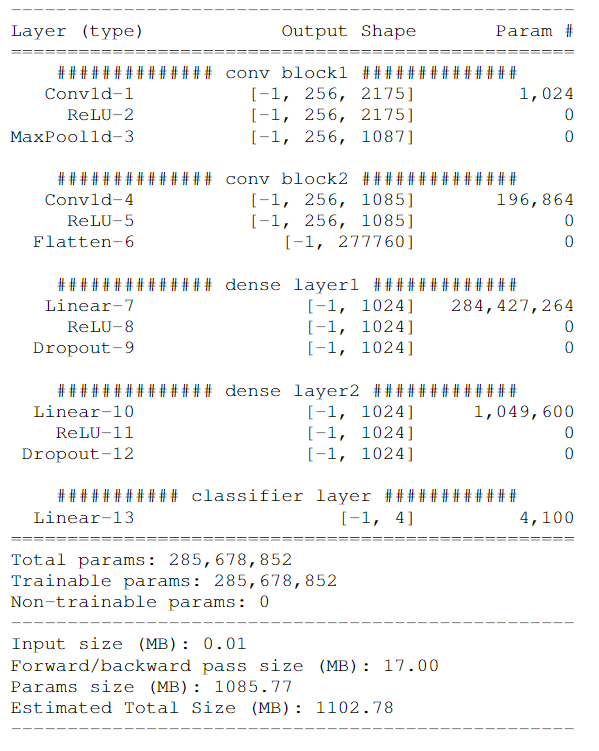 ----------------------------------------------------------------
Layer (type) Output Shape Param #
================================================================
############## conv block1 ##############
Conv1d-1 [-1, 256, 2175] 1,024
ReLU-2 [-1, 256, 2175] 0
MaxPool1d-3 [-1, 256, 1087] 0
############## conv block2 ##############
Conv1d-4 [-1, 256, 1085] 196,864
ReLU-5 [-1, 256, 1085] 0
Flatten-6 [-1, 277760] 0
############## dense layer1 #############
Linear-7 [-1, 1024] 284,427,264
ReLU-8 [-1, 1024] 0
Dropout-9 [-1, 1024] 0
############## dense layer2 #############
Linear-10 [-1, 1024] 1,049,600
ReLU-11 [-1, 1024] 0
Dropout-12 [-1, 1024] 0
########### classifier layer ############
Linear-13 [-1, 4] 4,100
================================================================
Total params: 285,678,852
Trainable params: 285,678,852
Non-trainable params: 0
----------------------------------------------------------------
Input size (MB): 0.01
Forward/backward pass size (MB): 17.00
Params size (MB): 1085.77
Estimated Total Size (MB): 1102.78
----------------------------------------------------------------